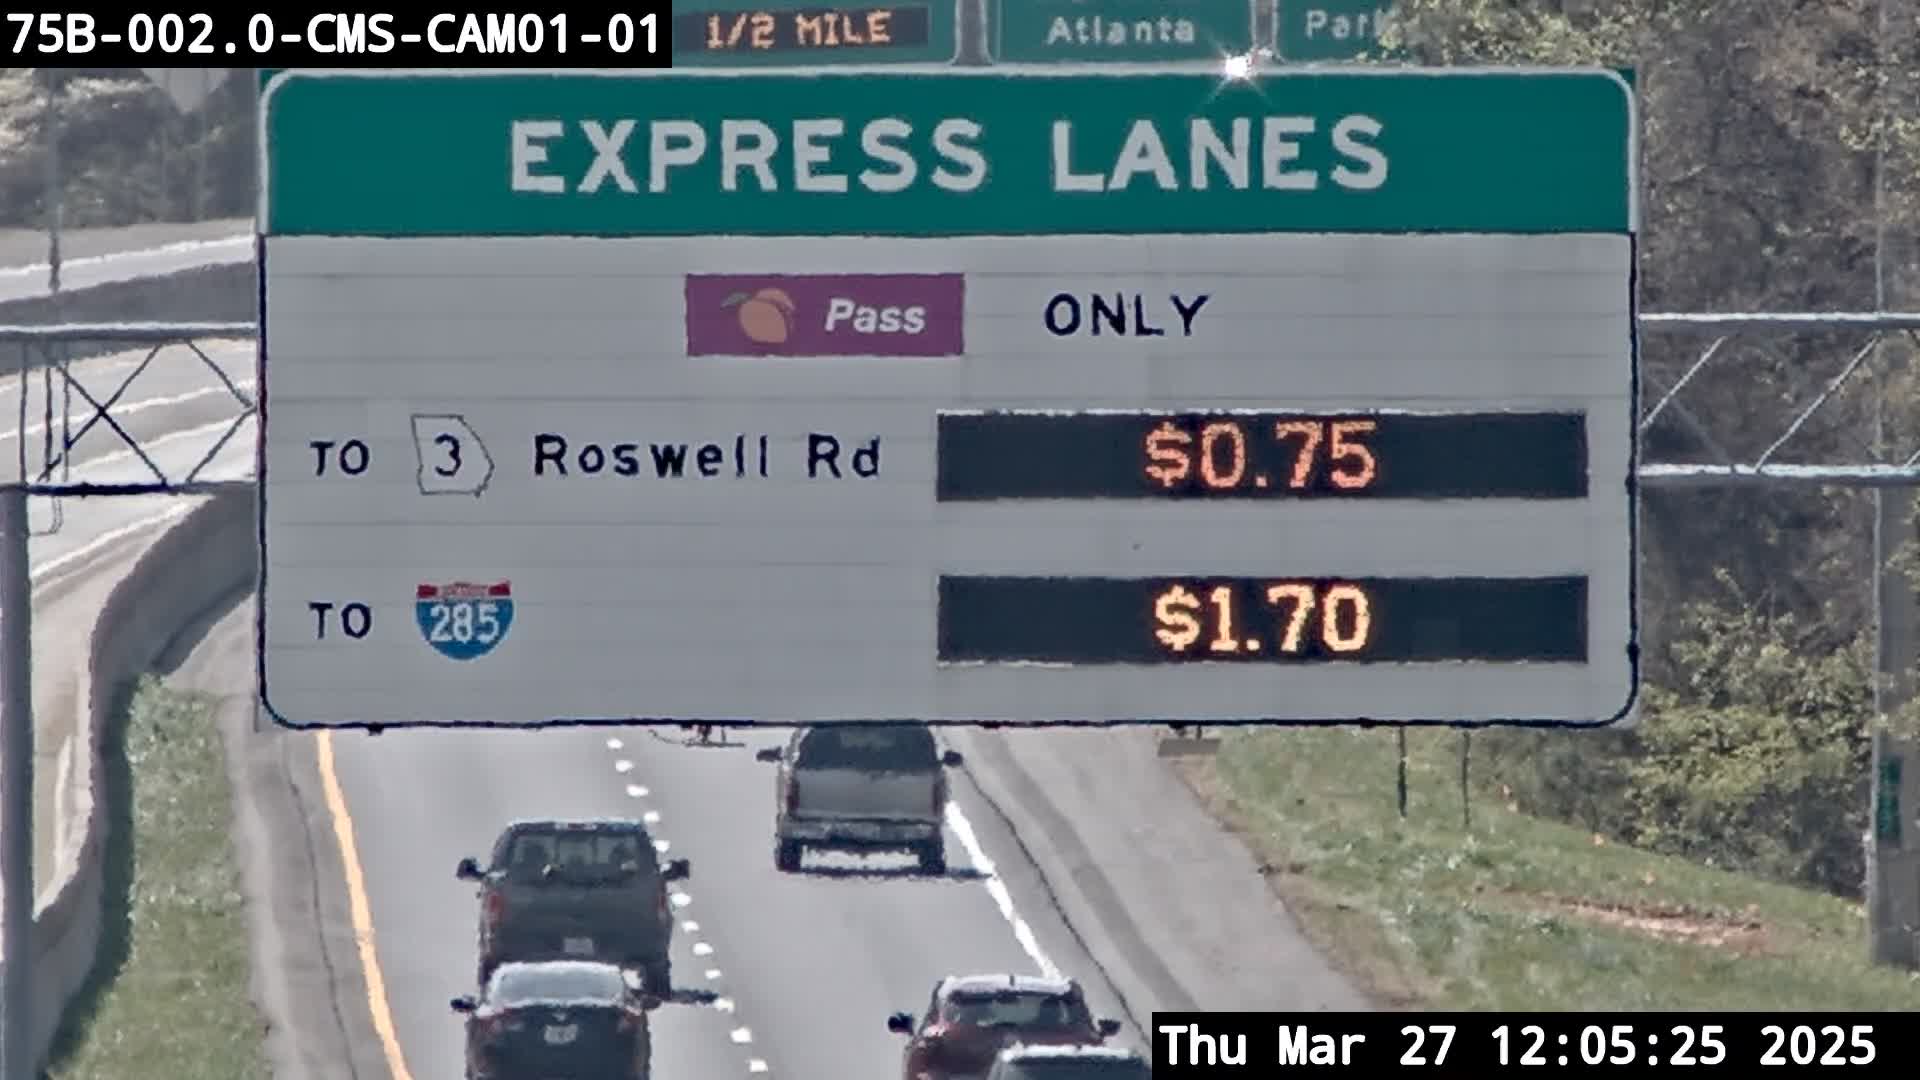 75B-002.0-CMS-CAM01-01
1/2 MILE
Atlanta
EXPRESS LANES
Pass ONLY
TO 3 Roswell Rd $0.75
TO 285 $1.70
Thu Mar 27 12:05:25 2025